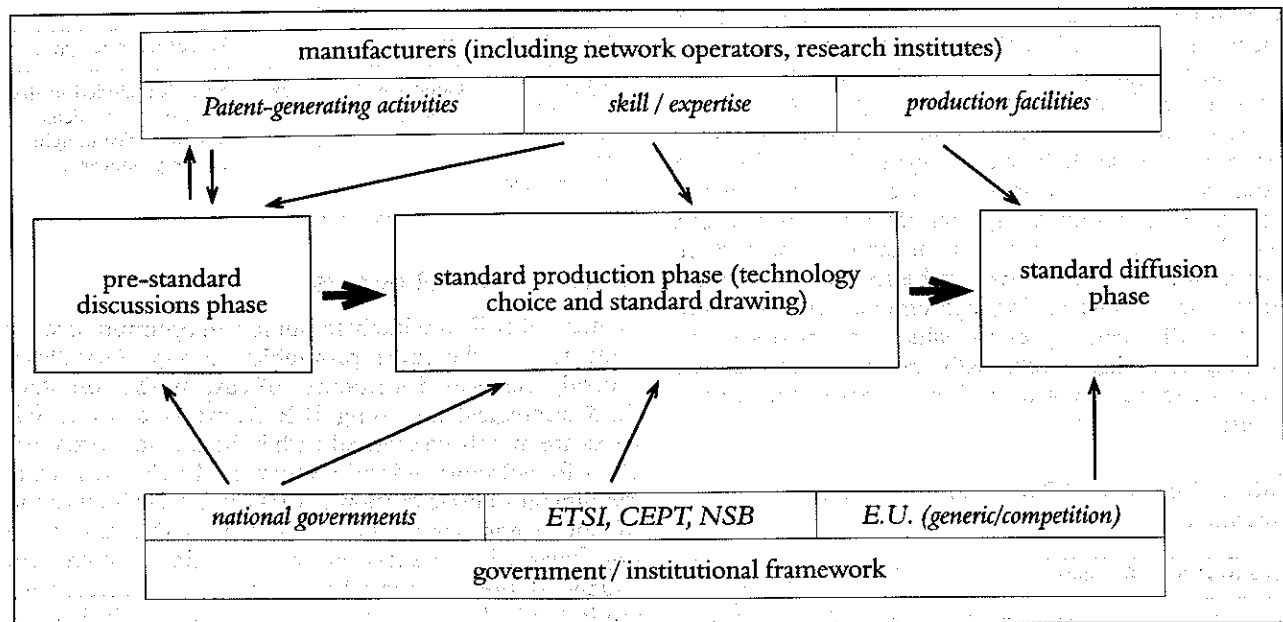 manufacturers (including network operators, research institutes)
Patent-generating activities
skill / expertise
production facilities
pre-standard
discussions phase
standard production phase (technology
choice and standard drawing)
standard diffusion
phase
national governments
ETSI, CEPT, NSB
E.U. (generic/competition)
government / institutional framework